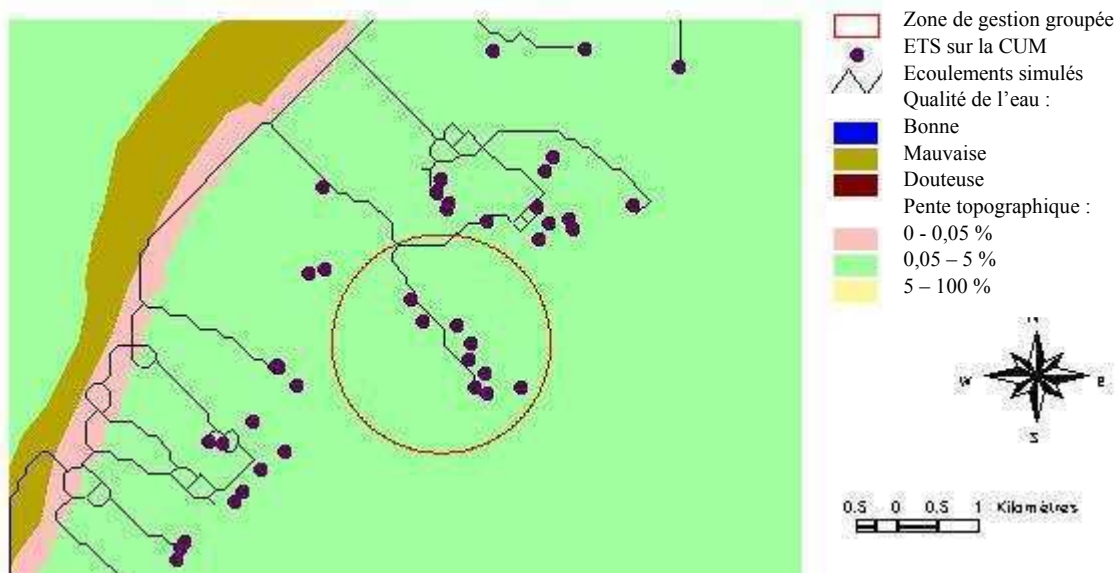 Zone de gestion groupée
ETS sur la CUM
Ecoulements simulés
Qualité de l'eau :
Bonne
Mauvaise
Douteuse
Pente topographique :
0 - 0,05 %
0,05 – 5 %
5 – 100 %
N
W
E
S
0.5 0 0.5 1 Kilomètres